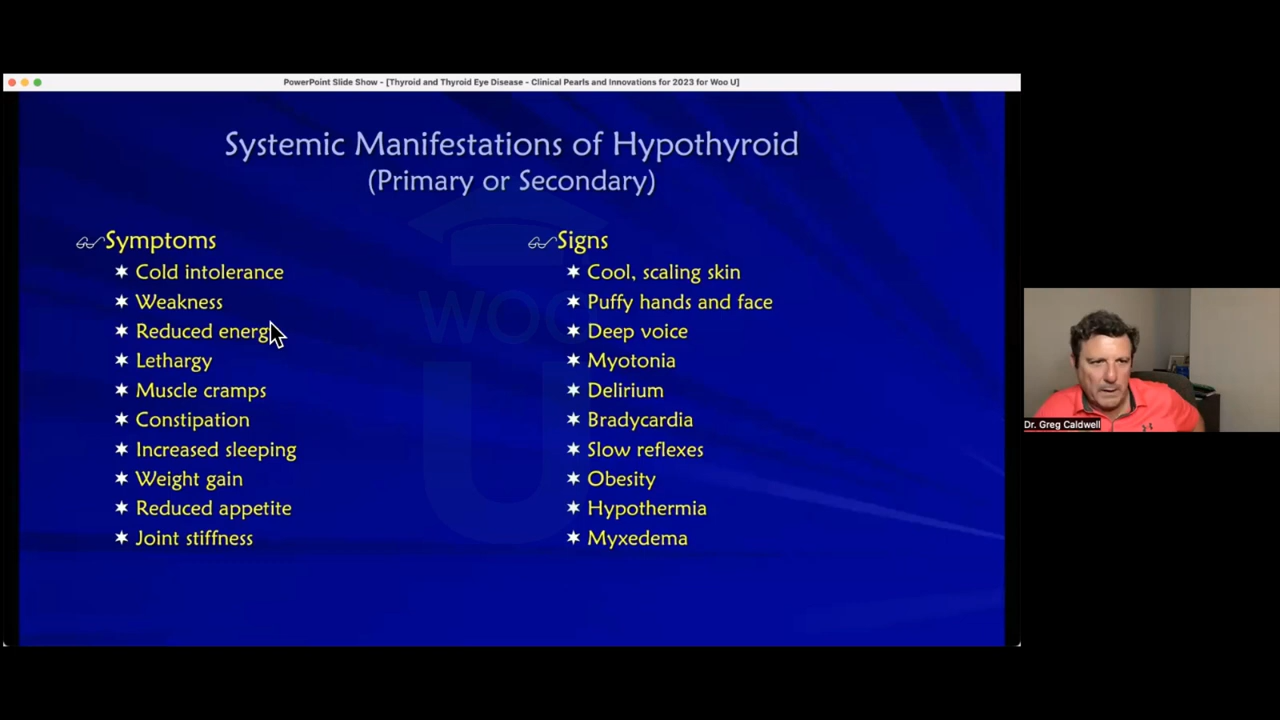 PowerPoint Slide Show - [Thyroid and Thyroid Eye Disease - Clinical Pearls and Innovations for 2023 for Woo U]
Systemic Manifestations of Hypothyroid
(Primary or Secondary)
Symptoms
Cold intolerance
Weakness
Reduced energ
Lethargy
Muscle cramps
Constipation
Increased sleeping
Weight gain
Reduced appetite
Joint stiffness
Signs
Cool, scaling skin
Puffy hands and face
Deep voice
Myotonia
Delirium
Bradycardia
Slow reflexes
Obesity
Hypothermia
Myxedema
WOO
U
Dr. Greg Caldwell